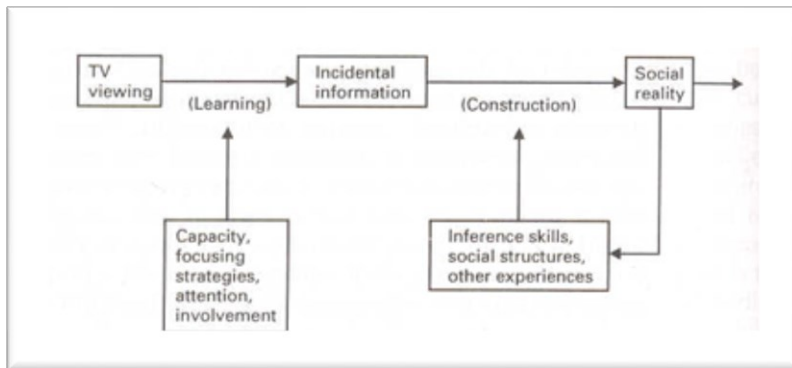 TV
viewing
(Learning)
Incidental
information
(Construction)
Social
reality
Capacity,
focusing
strategies,
attention,
involvement
Inference skills,
social structures,
other experiences